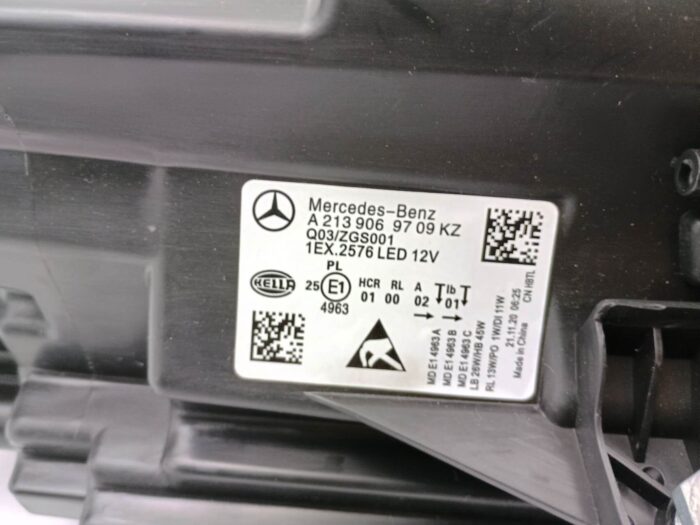 Mercedes-Benz
A 213 906 97 09 KZ
Q03/ZGS001
1EX.2576 LED 12V
PL
HELLA
25 E1 HCR RL A Ib
01 00 02 01
4963
MD E1 4963 A
MD E1 4963 B
MD E1 4963 C
LB 26W/HB 45W
RL 13W/PO 1W/DI 11W
21.11.20 06:25
Made in China
CN HBTL